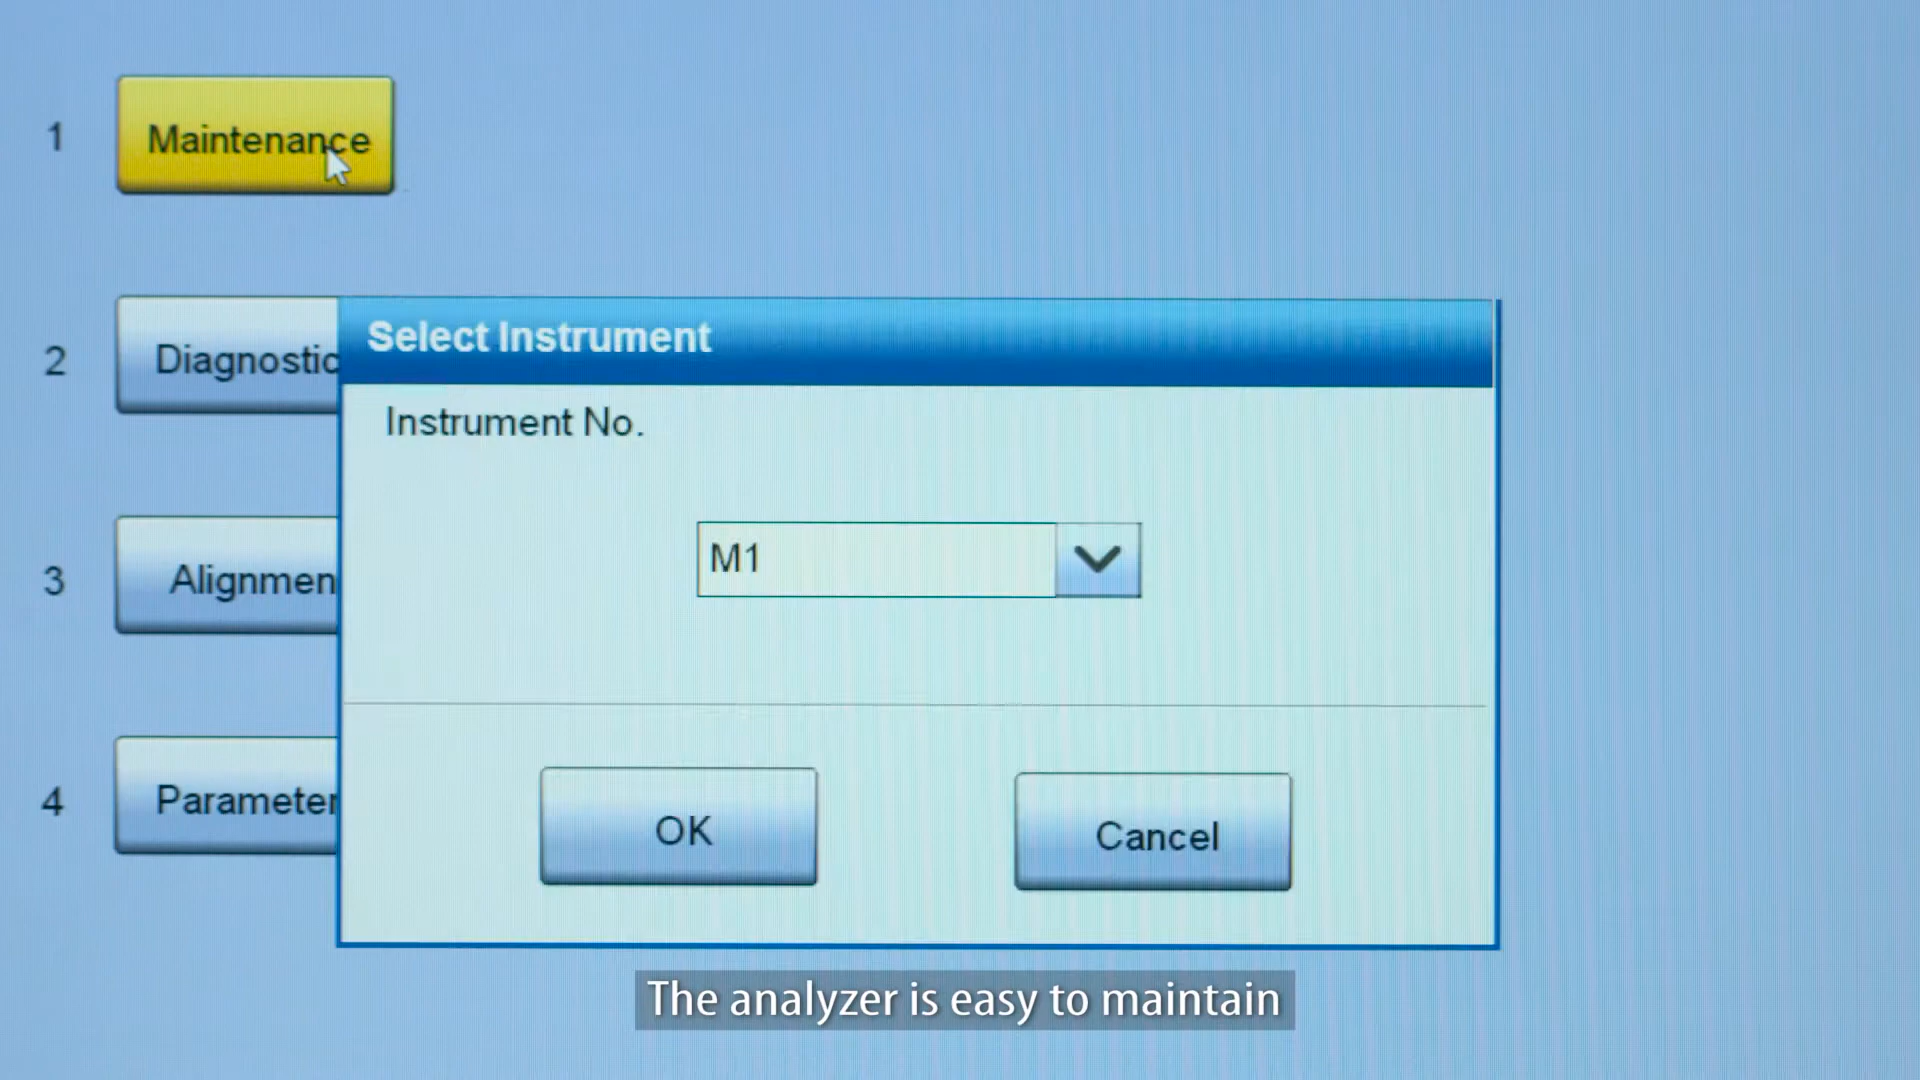 1 Maintenance
2 Diagnostic
3 Alignmen
4 Parameter
Select Instrument
Instrument No.
M1
OK Cancel
The analyzer is easy to maintain